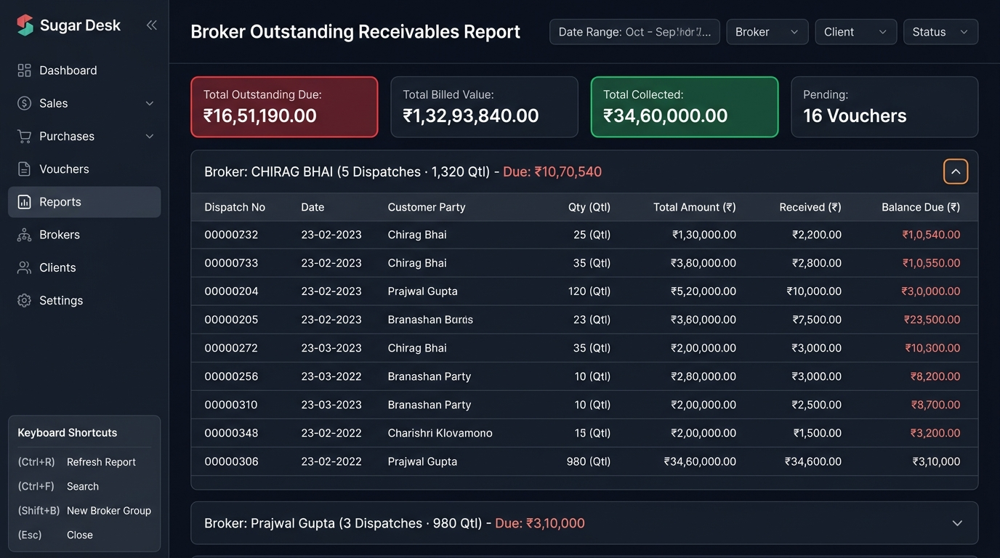 Sugar Desk
Dashboard
Sales
Purchases
Vouchers
Reports
Brokers
Clients
Settings
Keyboard Shortcuts
(Ctrl+R) Refresh Report
(Ctrl+F) Search
(Shift+B) New Broker Group
(Esc) Close
Broker Outstanding Receivables Report
Date Range: Oct – Sep
Broker
Client
Status
Total Outstanding Due:
₹16,51,190.00
Total Billed Value:
₹1,32,93,840.00
Total Collected:
₹34,60,000.00
Pending:
16 Vouchers
Broker: CHIRAG BHAI (5 Dispatches · 1,320 Qtl) - Due: ₹10,70,540
Dispatch No Date Customer Party Qty (Qtl) Total Amount (₹) Received (₹) Balance Due (₹)
00000732 23-02-2023 Chirag Bhai 25 (Qtl) ₹1,30,000.00 ₹2,200.00 ₹1,0,540.00
00000733 23-02-2023 Chirag Bhai 35 (Qtl) ₹3,80,000.00 ₹2,800.00 ₹1,0,550.00
00000204 23-02-2023 Prajwal Gupta 120 (Qtl) ₹5,20,000.00 ₹10,000.00 ₹3,0,000.00
00000205 23-02-2023 Branashan 23 (Qtl) ₹3,80,000.00 ₹7,500.00 ₹23,500.00
00000272 23-03-2023 Chirag Bhai 35 (Qtl) ₹2,00,000.00 ₹3,000.00 ₹10,300.00
00000256 23-03-2022 Branashan Party 10 (Qtl) ₹2,80,000.00 ₹3,000.00 ₹8,200.00
00000310 23-03-2023 Branashan Party 10 (Qtl) ₹2,00,000.00 ₹2,500.00 ₹8,700.00
00000348 23-02-2022 Charishri Klovamono 15 (Qtl) ₹2,00,000.00 ₹1,500.00 ₹3,200.00
00000306 23-02-2022 Prajwal Gupta 980 (Qtl) ₹34,60,000.00 ₹34,600.00 ₹3,10,000
Broker: Prajwal Gupta (3 Dispatches · 980 Qtl) - Due: ₹3,10,000